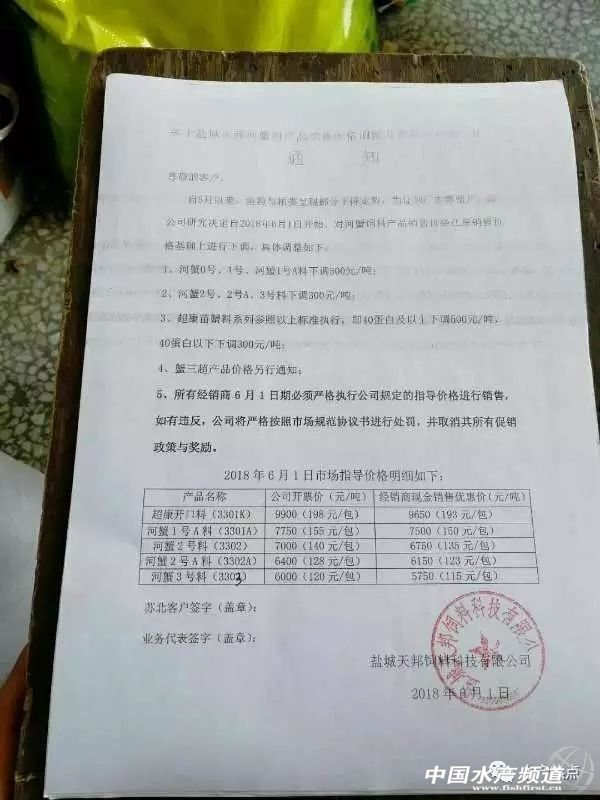 通 知
尊敬的客户：
公司研究决定自2018年6月1日开始，对河蟹饲料产品销售价格在原销售价
格基础上进行下调，具体调整如下：
1、河蟹0号、1号、河蟹1号A料下调500元/吨；
2、河蟹2号、2号A、3号料下调300元/吨；
3、超康苗蟹料系列参照以上标准执行，即40蛋白及以上下调500元/吨，
40蛋白以下下调300元/吨；
4、蟹三超产品价格另行通知；
5、所有经销商6月1日期必须严格执行公司规定的指导价格进行销售，
如有违反，公司将严格按照市场规范协议书进行处罚，并取消其所有促销
政策与奖励。
2018年6月1日市场指导价格明细如下：
产品名称 公司开票价（元/吨） 经销商现金销售优惠价（元/吨）
超康开口料（3301K） 9900（198元/包） 9650（193元/包）
河蟹1号A料（3301A） 7750（155元/包） 7500（150元/包）
河蟹2号料（3302） 7000（140元/包） 6750（135元/包）
河蟹2号A料（3302A） 6400（128元/包） 6150（123元/包）
河蟹3号料（3303） 6000（120元/包） 5750（115元/包）
苏北客户签字（盖章）：
业务代表签字（盖章）：
盐城天邦饲料科技有限公司
2018年6月1日
中国水产频道
www.fishfirst.cn